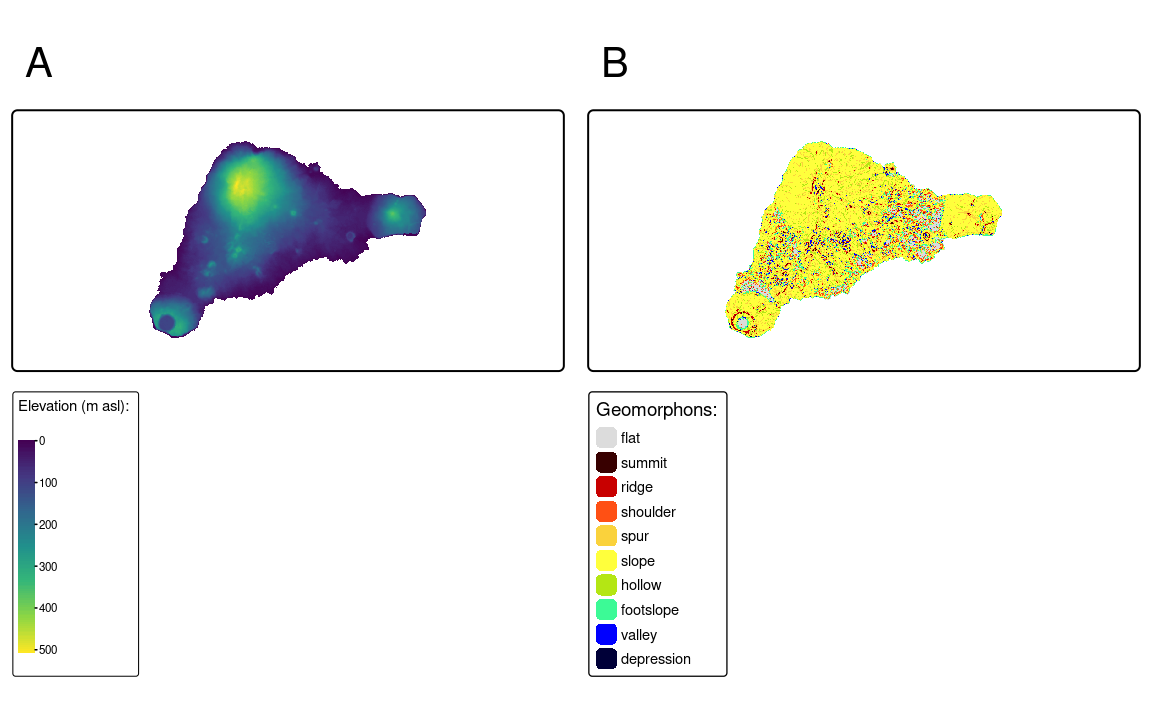 A
B
Elevation (m asl):
0
100
200
300
400
500
Geomorphons:
flat
summit
ridge
shoulder
spur
slope
hollow
footslope
valley
depression